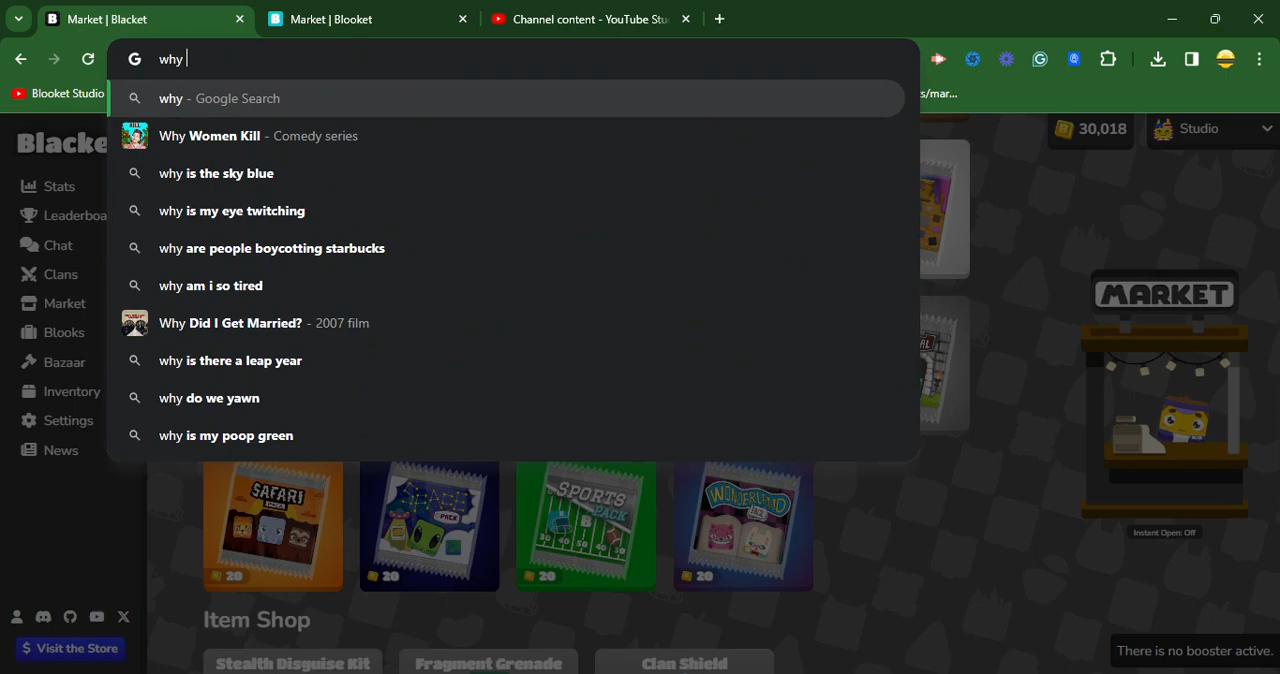 Market | Blacket
Market | Blooket
Channel content - YouTube Stu
why
Blooket Studio
s/mar...
why - Google Search
Why Women Kill - Comedy series
why is the sky blue
why is my eye twitching
why are people boycotting starbucks
why am i so tired
Why Did I Get Married? - 2007 film
why is there a leap year
why do we yawn
why is my poop green
Blacke
Stats
Leaderboa
Chat
Clans
Market
Blooks
Bazaar
Inventory
Settings
News
$ Visit the Store
30,018
Studio
MARKET
Instant Open: Off
SAFARI
20
SPACE
PACK
20
SPORTS
PACK
20
WONDERLAND
20
Item Shop
Stealth Disguise Kit
Fragment Grenade
Clan Shield
There is no booster active.